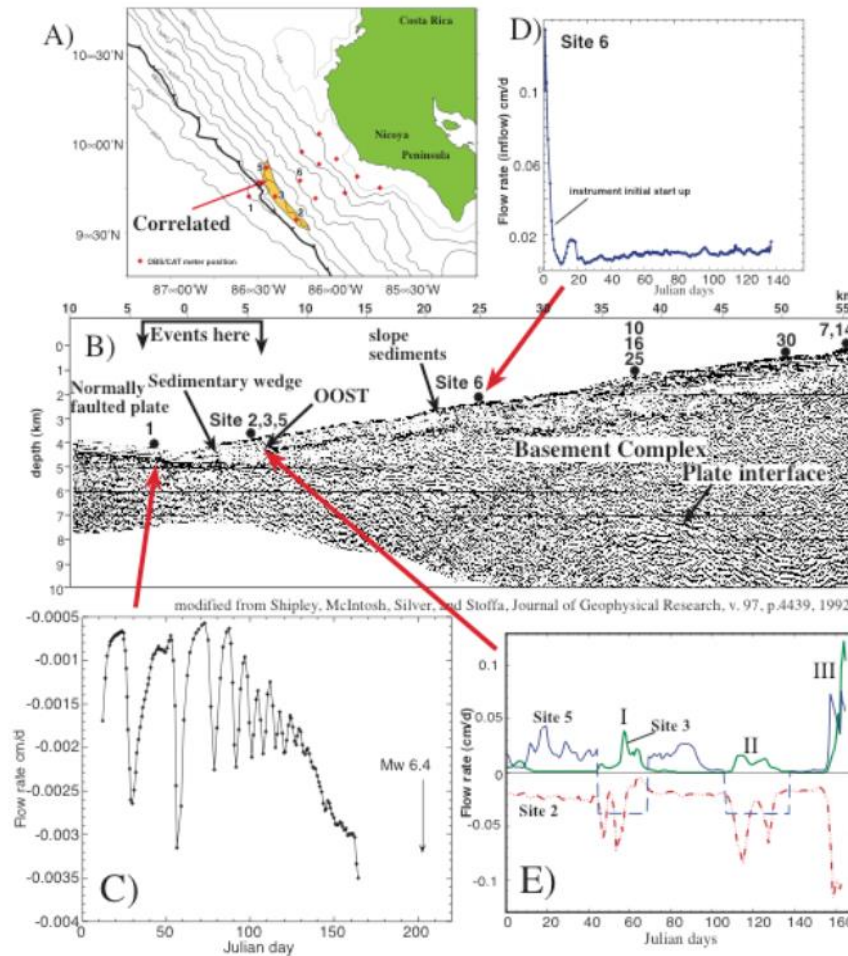 A)
Costa Rica
Nicoya
Peninsula
10∞30'N
10∞00'N
9∞30'N
5
6
3
2
1
Correlated
OBS/CAT meter position
87∞00'W
86∞30'W
86∞00'W
85∞30'W
D)
Site 6
Flow rate (inflow) cm/d
0.1
0.06
0.02
instrument initial start up
0 20 40 60 80 100 120 140
Julian days
10 5 0 5 10 15 20 25 30 35 40 45 50 55
km
B)
Events here
slope
sediments
Normally
faulted plate
1
Sedimentary wedge
Site 2,3,5
OOST
Site 6
10
16
25
30
7,14
Basement Complex
Plate interface
depth (km)
0
1
2
3
4
5
6
7
8
9
10
modified from Shipley, McIntosh, Silver, and Stoffa, Journal of Geophysical Research, v. 97, p.4439, 1992
C)
Flow rate cm/d
-0.0005
-0.001
-0.0015
-0.002
-0.0025
-0.003
-0.0035
-0.004
Mw 6.4
0 50 100 150 200
Julian day
E)
Flow rate (cm/d)
0.1
0.05
0
-0.05
-0.1
Site 5
I
Site 3
II
III
Site 2
0 20 40 60 80 100 120 140 160
Julian days